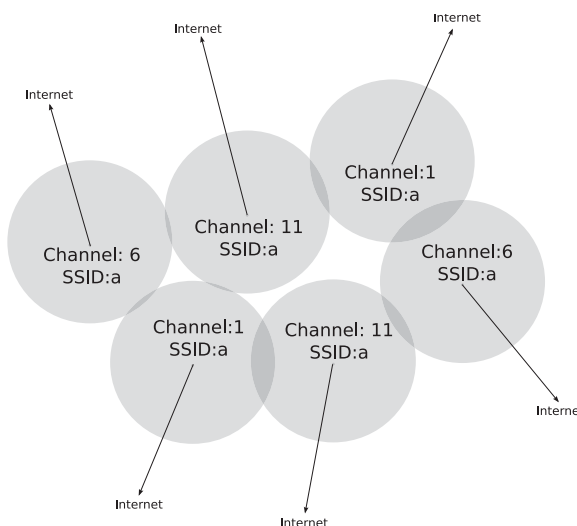 Internet
Internet
Internet
Channel:1
SSID:a
Channel: 11
SSID:a
Channel: 6
SSID:a
Channel:6
SSID:a
Channel:1
SSID:a
Channel: 11
SSID:a
Internet
Internet
Internet